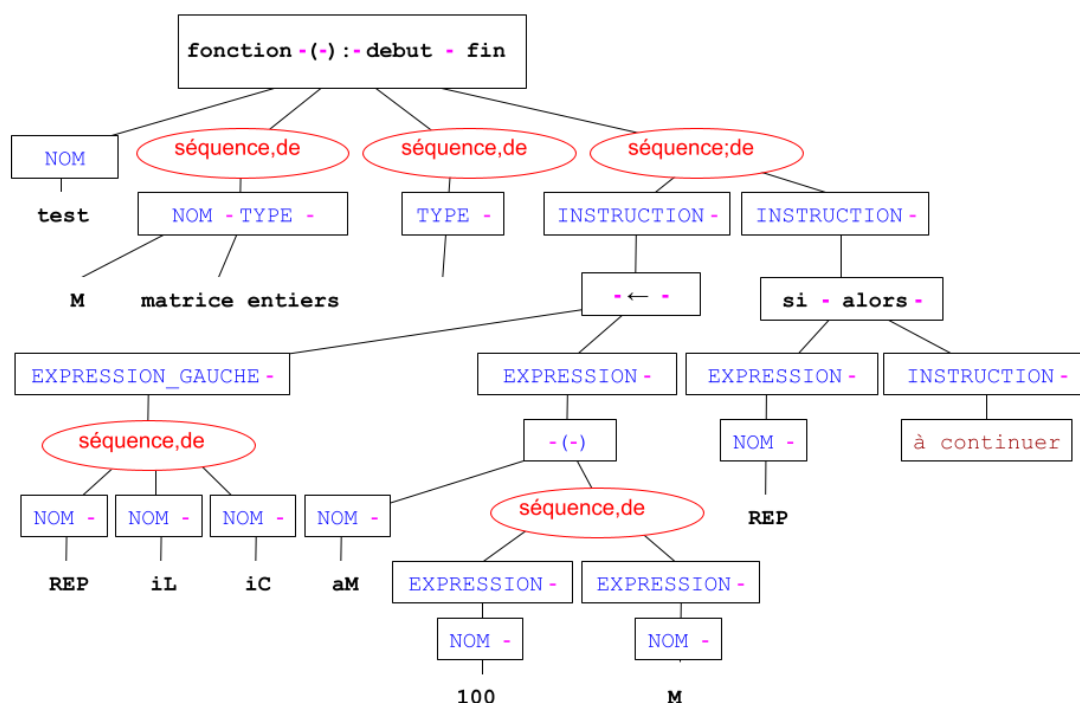 fonction -(-):- debut - fin
NOM séquence,de séquence,de séquence;de
test NOM - TYPE - TYPE - INSTRUCTION - INSTRUCTION -
M matrice entiers - ← - si - alors -
EXPRESSION_GAUCHE - EXPRESSION - EXPRESSION - INSTRUCTION -
séquence,de -(-) NOM - à continuer
NOM - NOM - NOM - NOM - séquence,de REP
REP iL iC aM EXPRESSION - EXPRESSION -
NOM - NOM -
100 M